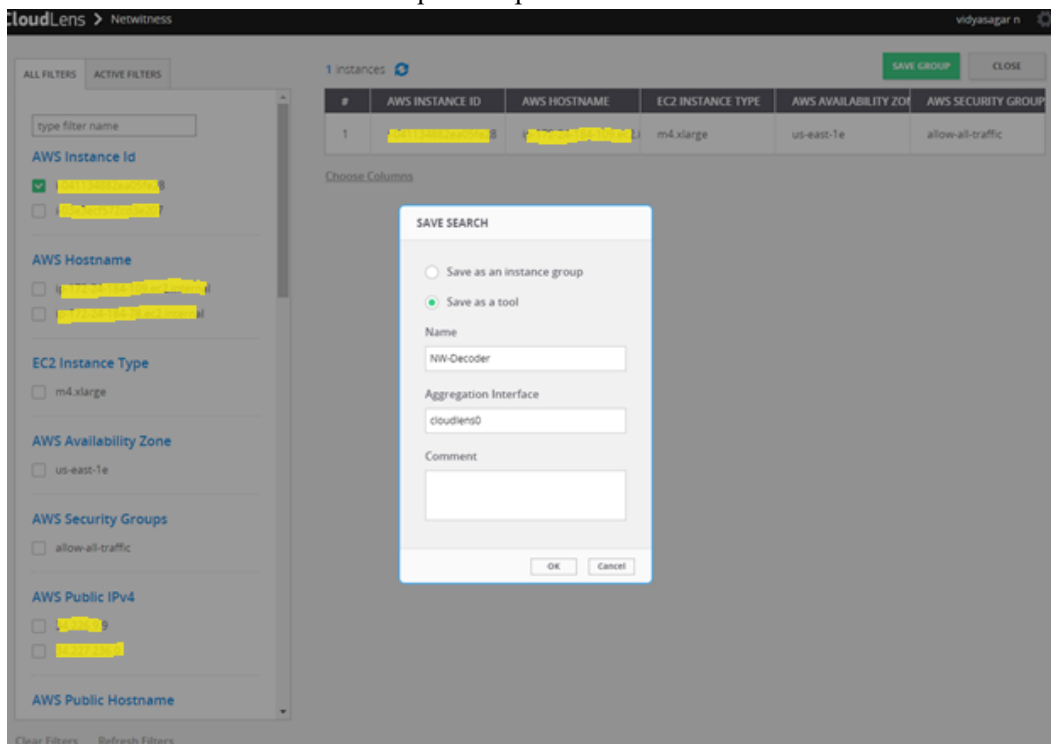 CloudLens > Netwitness
vidyasagar n
ALL FILTERS
ACTIVE FILTERS
1 instances
SAVE GROUP
CLOSE
# AWS INSTANCE ID AWS HOSTNAME EC2 INSTANCE TYPE AWS AVAILABILITY ZON AWS SECURITY GROUP
1 m4.xlarge us-east-1e allow-all-traffic
Choose Columns
type filter name
AWS Instance Id
AWS Hostname
EC2 Instance Type
m4.xlarge
AWS Availability Zone
us-east-1e
AWS Security Groups
allow-all-traffic
AWS Public IPv4
AWS Public Hostname
Clear Filters Refresh Filters
SAVE SEARCH
Save as an instance group
Save as a tool
Name
NW-Decoder
Aggregation Interface
cloudlens0
Comment
OK
Cancel